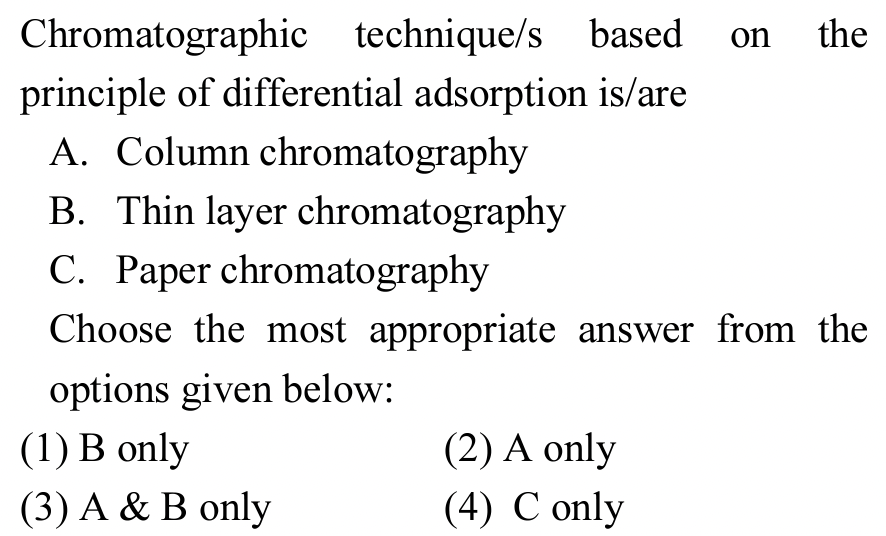 Chromatographic technique/s based on the
principle of differential adsorption is/are
A. Column chromatography
B. Thin layer chromatography
C. Paper chromatography
Choose the most appropriate answer from the
options given below:
(1) B only (2) A only
(3) A & B only (4) C only